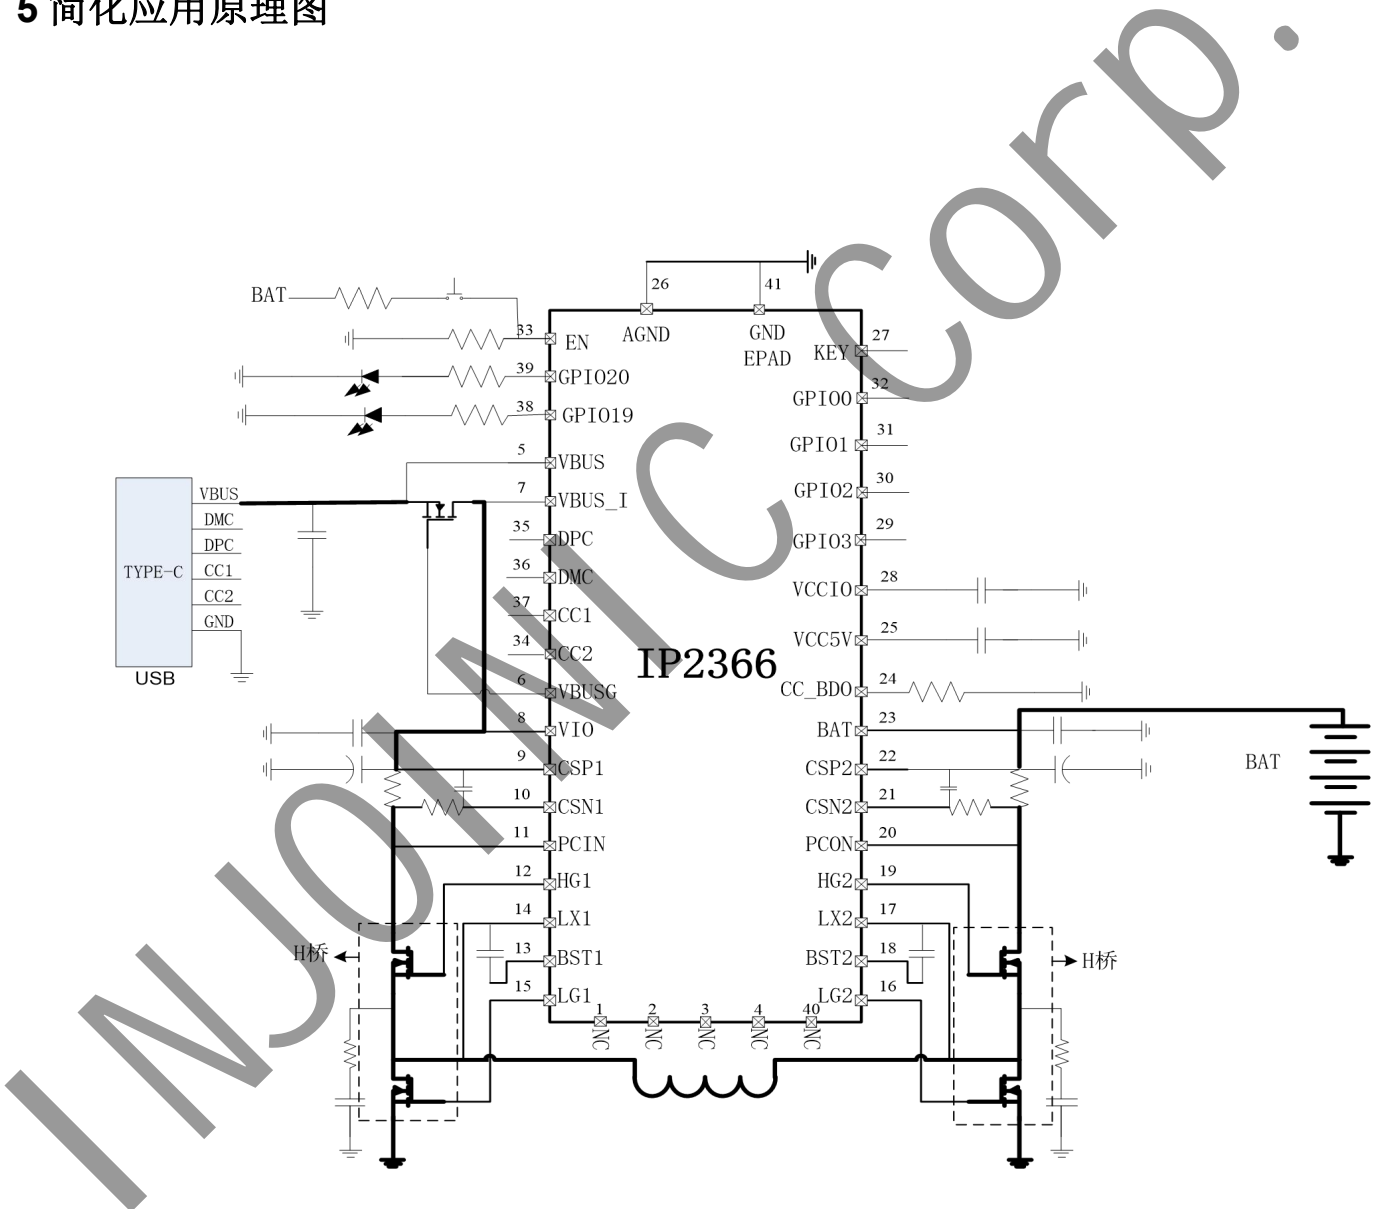 5 简化应用原理图
26
41
AGND
GND
EPAD
BAT
33
EN
39
GPIO20
38
GPIO19
5
VBUS
7
VBUS_I
35
DPC
36
DMC
37
CC1
34
CC2
6
VBUSG
8
VIO
9
CSP1
10
CSN1
11
PCIN
12
HG1
14
LX1
13
BST1
15
LG1
TYPE-C
VBUS
DMC
DPC
CC1
CC2
GND
USB
IP2366
KEY
27
GPIO0
32
GPIO1
31
GPIO2
30
GPIO3
29
VCCIO
28
VCC5V
25
CC_BDO
24
BAT
23
CSP2
22
CSN2
21
PCON
20
HG2
19
LX2
17
BST2
18
LG2
16
BAT
H桥
H桥
1
2
3
4
40
NC
NC
NC
NC
NC
INJOINIC Corp.